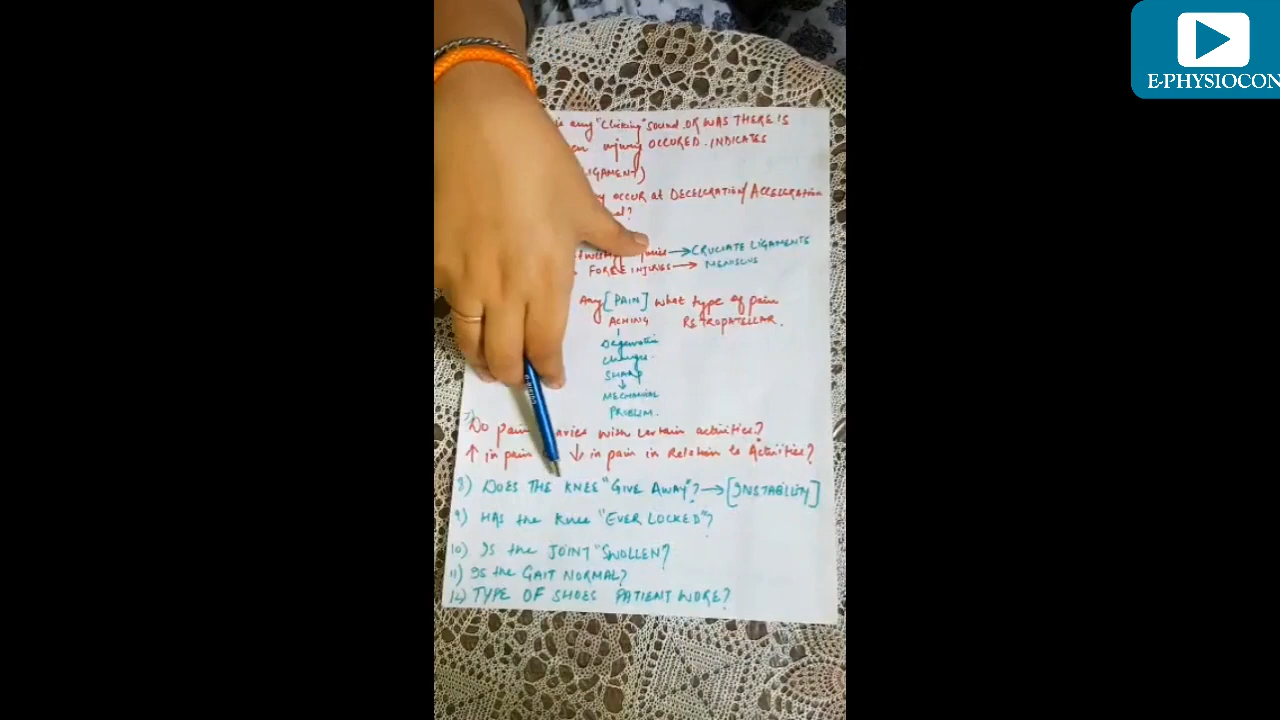 E-PHYSIOCON
is any "Clicking" sound OR WAS THERE IS
injury OCCURED. INDICATES
LIGAMENT)
OCCUR at DECELERATION/ ACCELERATION
→ CRUCIATE LIGAMENTS
FORCE INJURIES → MENISCUS
Any [PAIN] what type of pain
ACHING RETROPATELLAR.
changes.
SHARP
↓
MECHANICAL
PROBLEM.
7) Do pain varies with certain activities?
↑ in pain ↓ in pain in Relation to Activities?
8) DOES THE KNEE "GIVE AWAY"? → [INSTABILITY]
9) HAS the knee "EVER LOCKED"?
10) Is the JOINT "SWOLLEN?
11) Is the GAIT NORMAL?
12) TYPE OF SHOES PATIENT WORE?